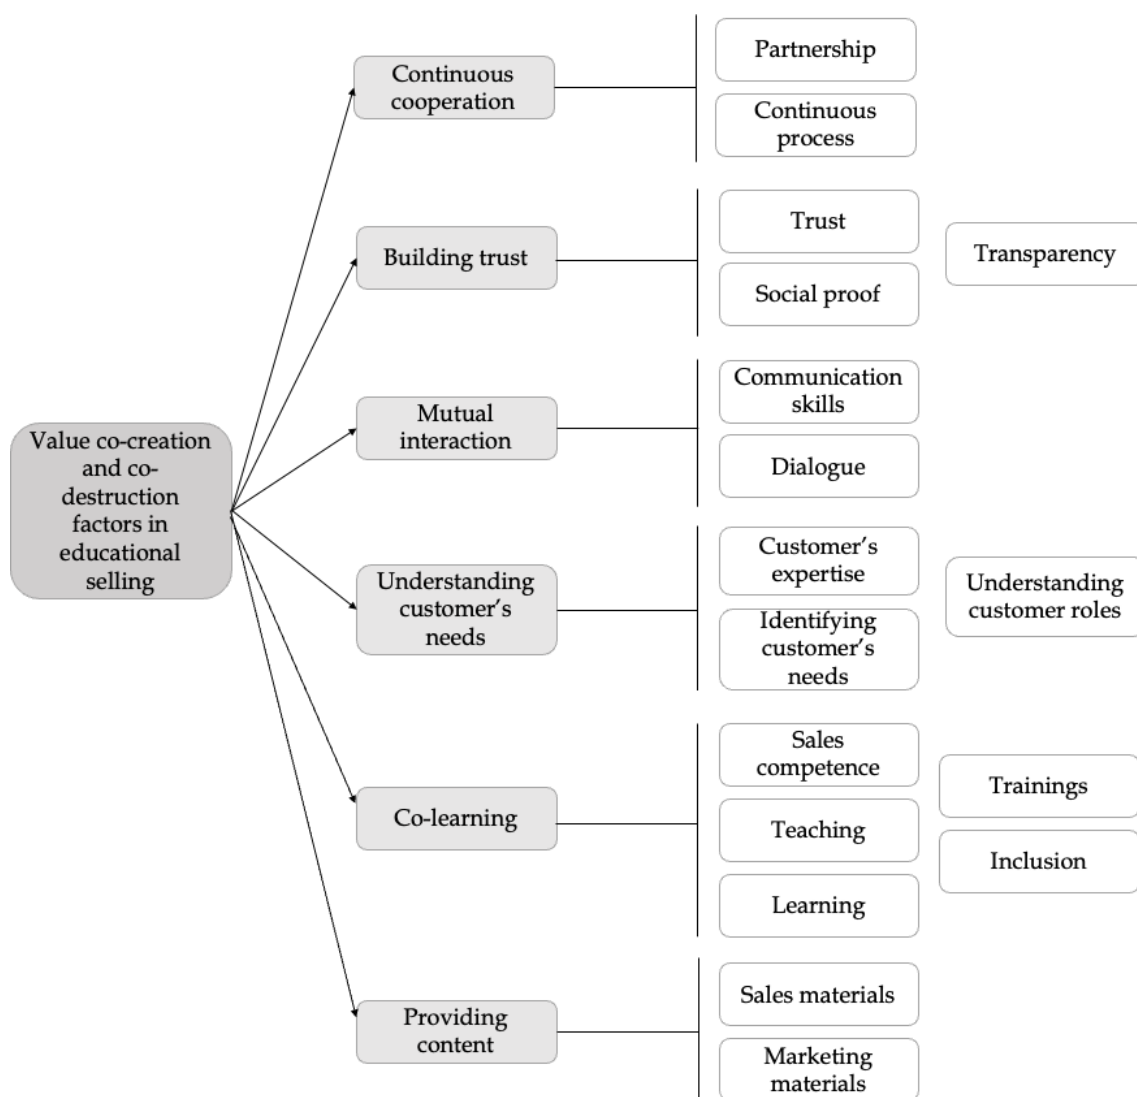 Value co-creation
and co-
destruction
factors in
educational
selling
Continuous
cooperation
Partnership
Continuous
process
Building trust
Trust
Social proof
Transparency
Mutual
interaction
Communication
skills
Dialogue
Understanding
customer’s
needs
Customer’s
expertise
Identifying
customer’s
needs
Understanding
customer roles
Co-learning
Sales
competence
Teaching
Learning
Trainings
Inclusion
Providing
content
Sales materials
Marketing
materials